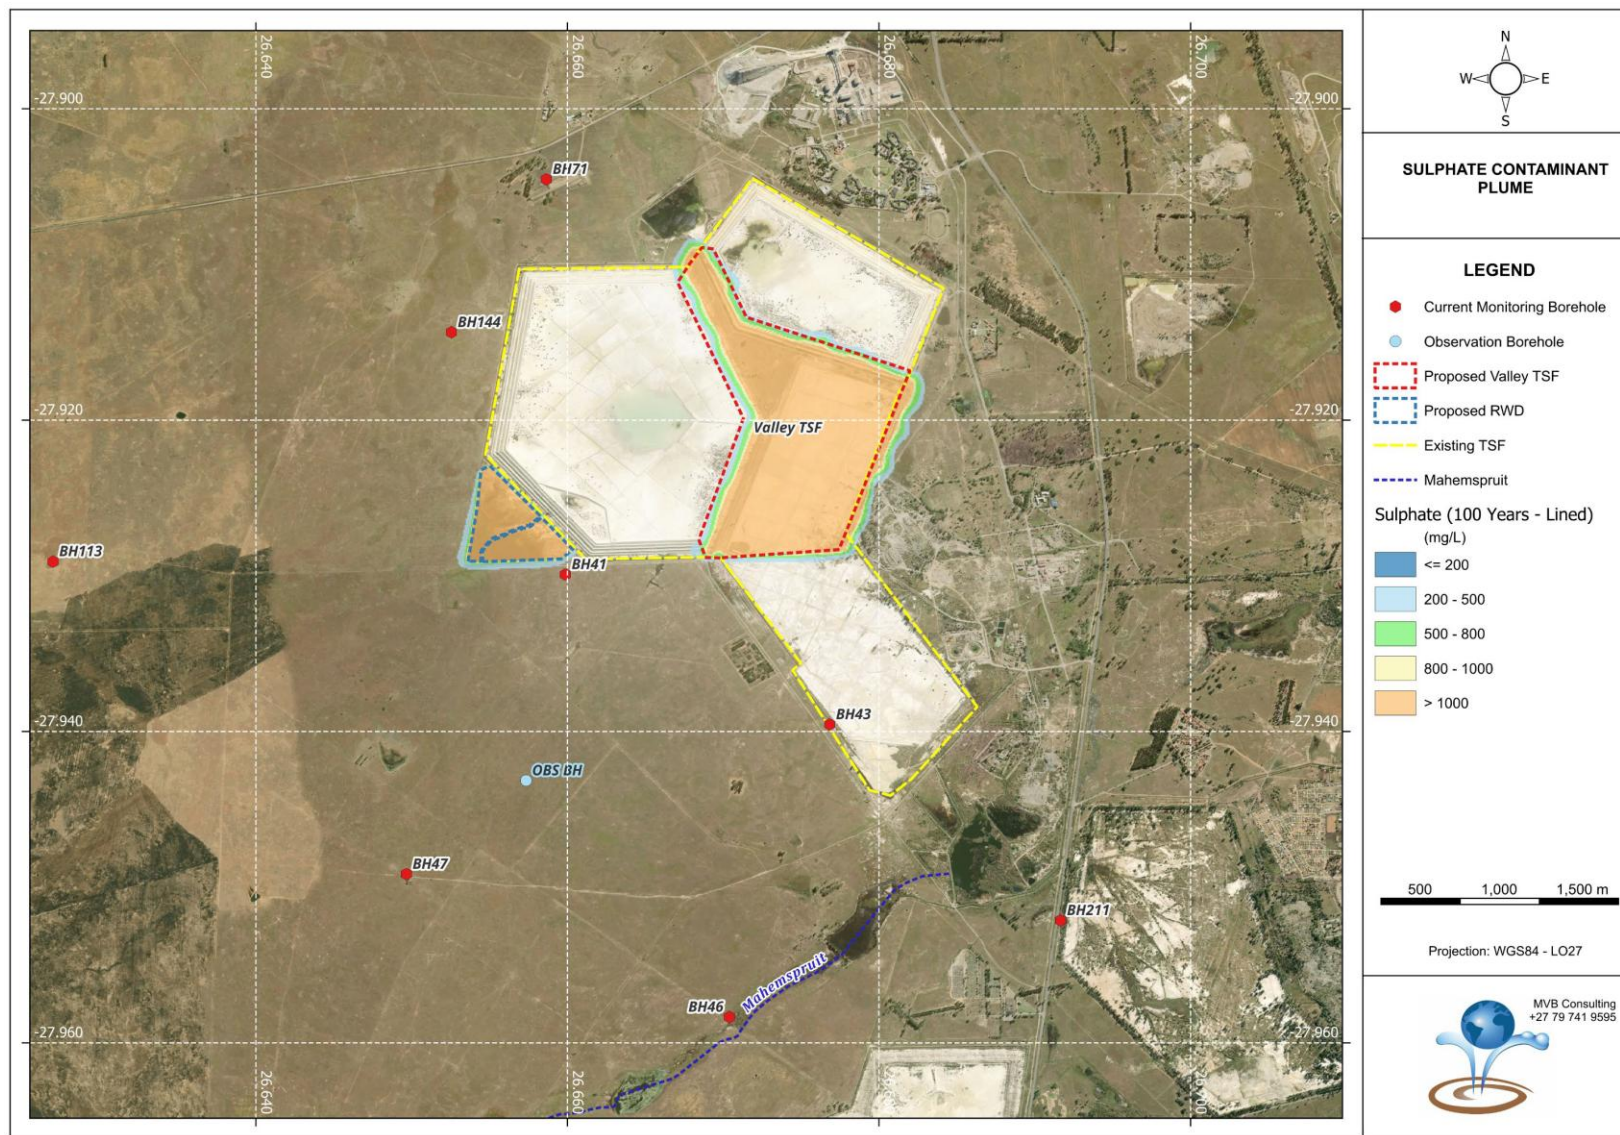 26.640
26.660
26.680
26.700
-27.900
-27.900
BH71
BH144
-27.920
-27.920
Valley TSF
BH113
BH41
-27.940
-27.940
BH43
OBS BH
BH47
BH211
Mahemspruit
BH46
-27.960
-27.960
26.640
26.660
26.680
26.700
N
W
E
S
SULPHATE CONTAMINANT
PLUME
LEGEND
Current Monitoring Borehole
Observation Borehole
Proposed Valley TSF
Proposed RWD
Existing TSF
Mahemspruit
Sulphate (100 Years - Lined)
(mg/L)
<= 200
200 - 500
500 - 800
800 - 1000
> 1000
500 1,000 1,500 m
Projection: WGS84 - LO27
MVB Consulting
+27 79 741 9595